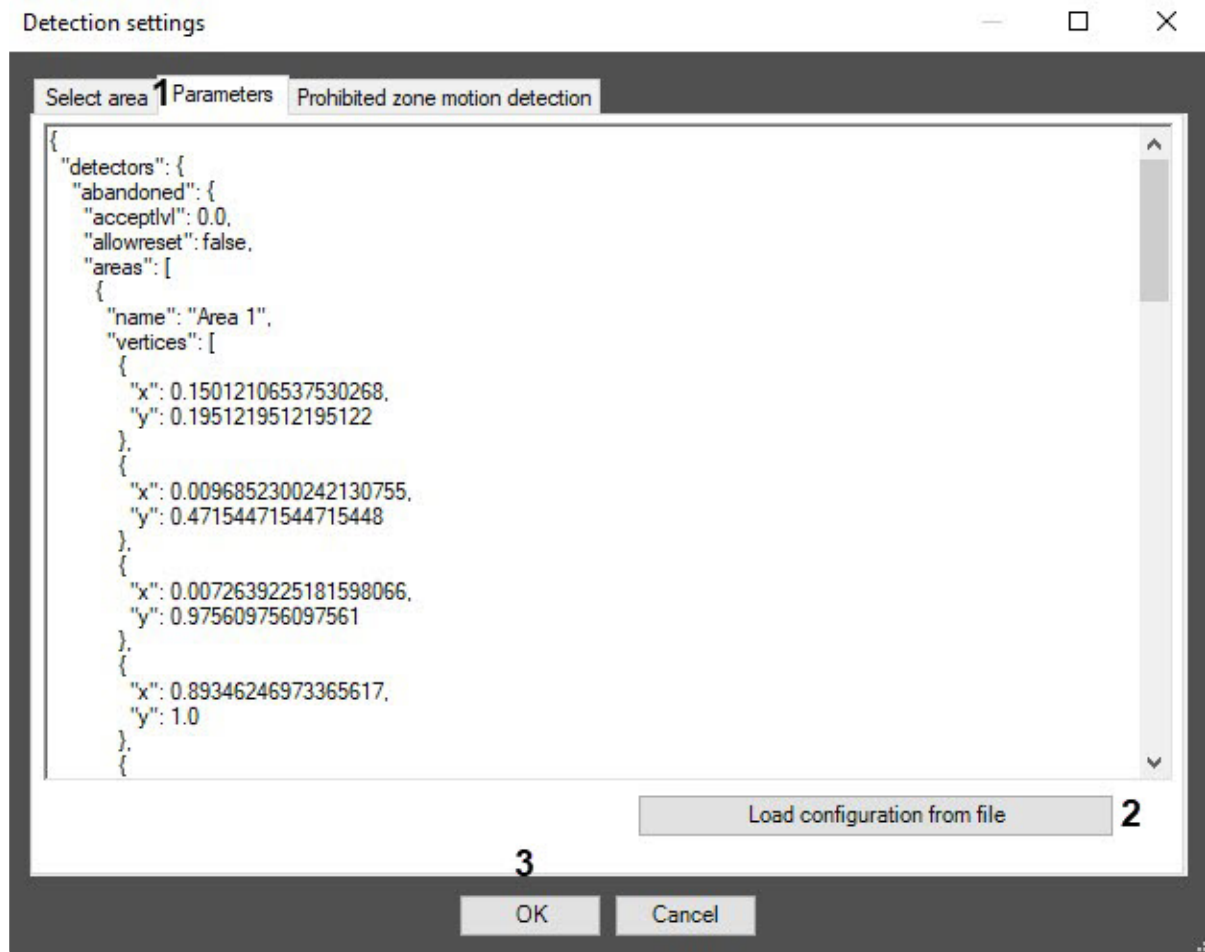 Detection settings
Select area 1 Parameters Prohibited zone motion detection
{
"detectors": {
"abandoned": {
"acceptlvl": 0.0,
"allowreset": false,
"areas": [
{
"name": "Area 1",
"vertices": [
{
"x": 0.15012106537530268,
"y": 0.1951219512195122
},
{
"x": 0.0096852300242130755,
"y": 0.47154471544715448
},
{
"x": 0.0072639225181598066,
"y": 0.975609756097561
},
{
"x": 0.89346246973365617,
"y": 1.0
},
{
Load configuration from file 2
3
OK Cancel